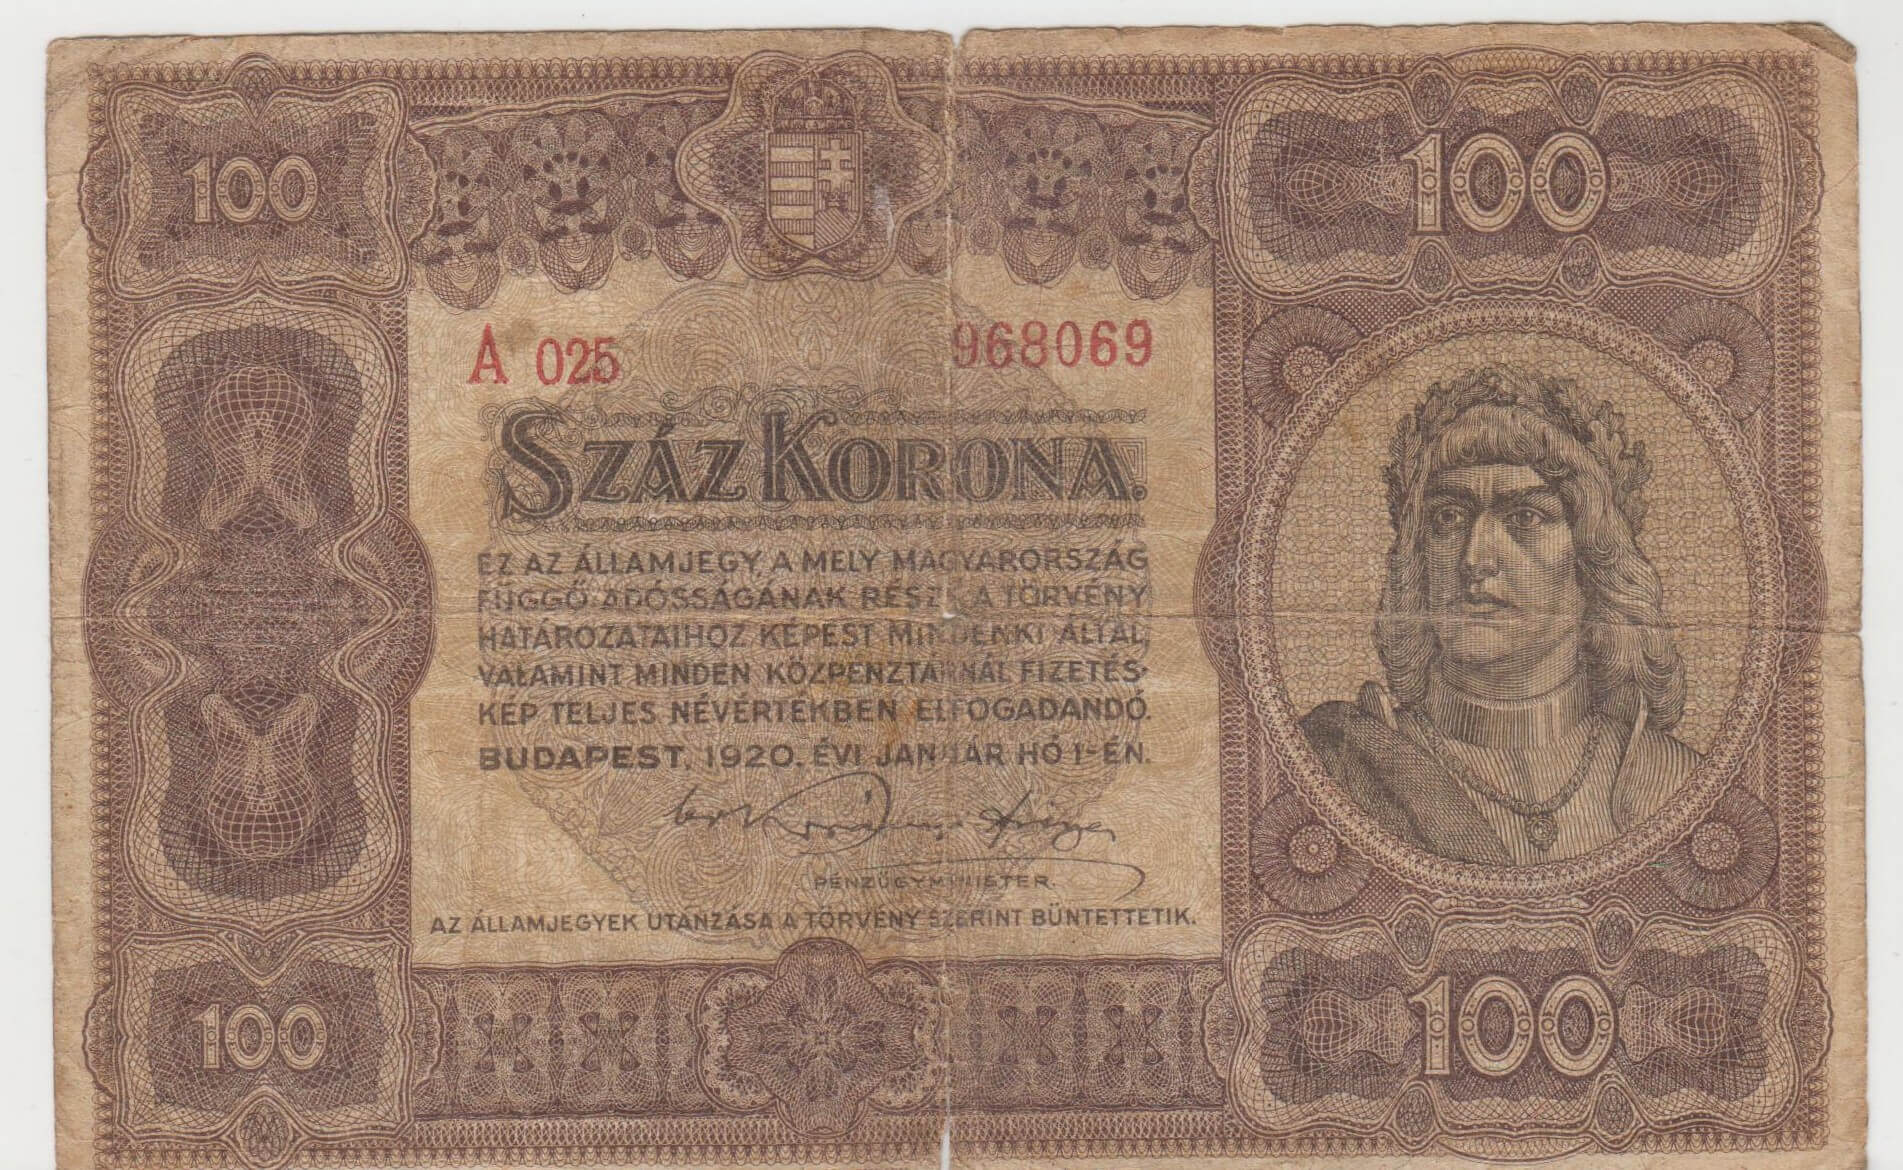 100
100
A 025
968069
SZÁZ KORONA.
EZ AZ ÁLLAMJEGY, A MELY MAGYARORSZÁG
FÜGGŐ ADÓSSÁGÁNAK RÉSZE, A TÖRVÉNY
HATÁROZATAIHOZ KÉPEST MINDENKI ÁLTAL,
VALAMINT MINDEN KÖZPÉNZTÁRNÁL FIZETÉS-
KÉP TELJES NÉVÉRTÉKBEN ELFOGADANDÓ.
BUDAPEST, 1920. ÉVI JANUÁR HÓ 1-ÉN.
PÉNZÜGYMINISTER.
AZ ÁLLAMJEGYEK UTÁNZÁSA A TÖRVÉNY SZERINT BÜNTETTETIK.
100
100